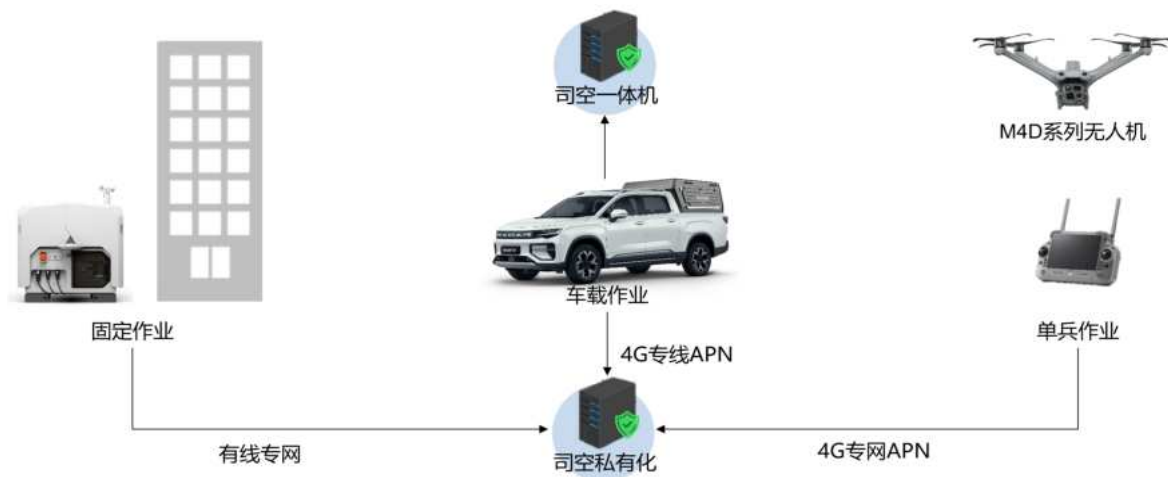 司空一体机
M4D系列无人机
固定作业
车载作业
单兵作业
4G专线APN
有线专网
司空私有化
4G专网APN